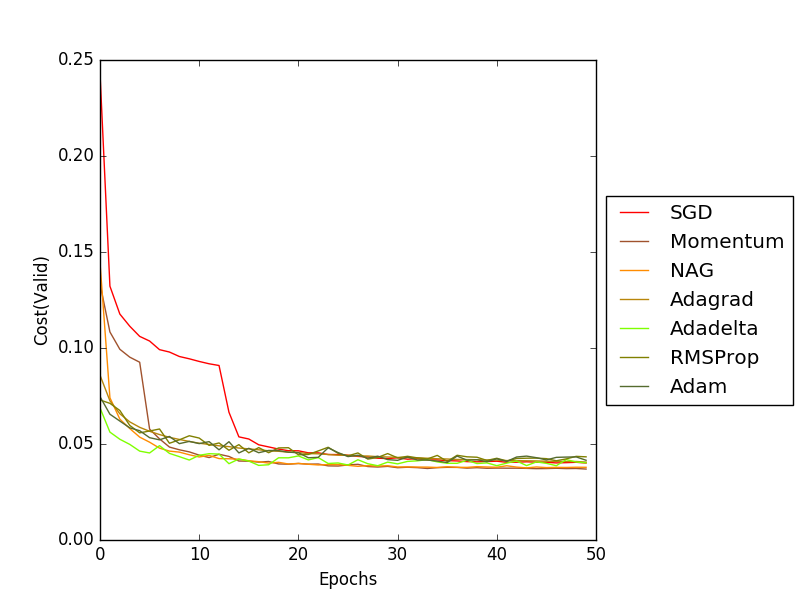 0.25
0.20
0.15
0.10
0.05
0.00
Cost(Valid)
0 10 20 30 40 50
Epochs
SGD
Momentum
NAG
Adagrad
Adadelta
RMSProp
Adam